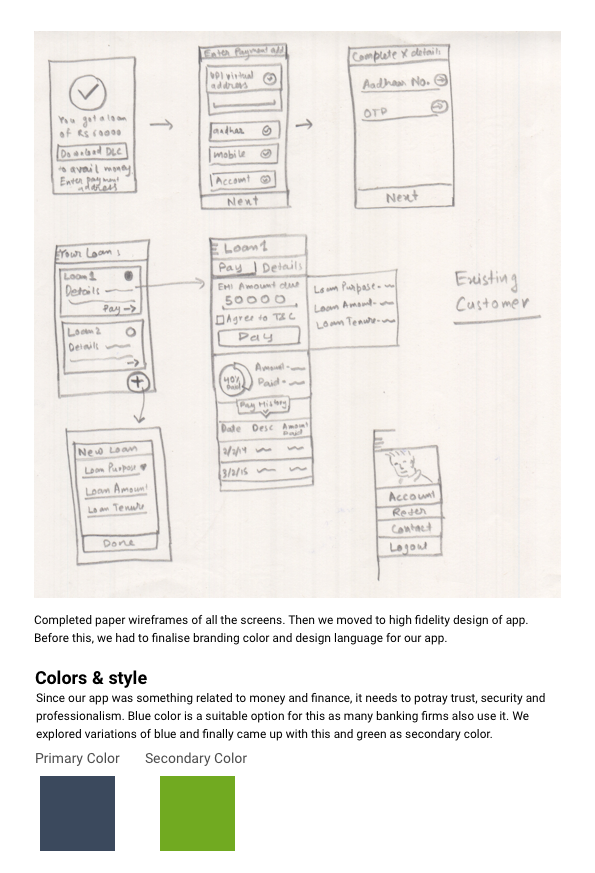 You got a loan
of Rs 60000
Download DLC
to avail money
Enter payment
address
Enter Payment add
UPI virtual
address
aadhar
mobile
Account
Next
Complete X details
Aadhar No.
OTP
Next
Your Loan :
Loan 1
Details
Pay →
Loan 2
Details
+
Loan 1
Pay Details
EMI Amount due
50000
Agree to T&C
Pay
Loan Purpose-
Loan Amount-
Loan Tenure-
Existing
Customer
Amount-
40%
Paid
Paid-
Pay History
Date Desc Amount
Paid
2/2/14
3/2/15
New Loan
Loan Purpose
Loan Amount
Loan Tenure
Done
Account
Refer
Contact
Logout
Completed paper wireframes of all the screens. Then we moved to high fidelity design of app.
Before this, we had to finalise branding color and design language for our app.
Colors & style
Since our app was something related to money and finance, it needs to potray trust, security and
professionalism. Blue color is a suitable option for this as many banking firms also use it. We
explored variations of blue and finally came up with this and green as secondary color.
Primary Color Secondary Color